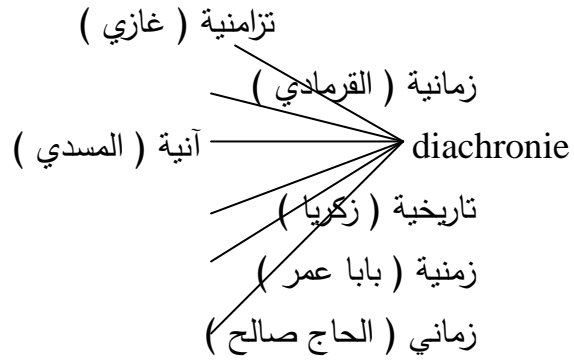 تزامنية ( غازي )
زمانية ( القرمادي )
آنية ( المسدي )
diachronie
تاريخية ( زكريا )
زمنية ( بابا عمر )
زماني ( الحاج صالح )